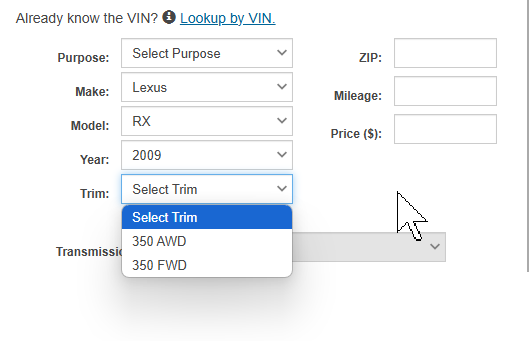 Already know the VIN? Lookup by VIN.
Purpose: Select Purpose
ZIP:
Make: Lexus
Mileage:
Model: RX
Price ($):
Year: 2009
Trim: Select Trim
Select Trim
350 AWD
350 FWD